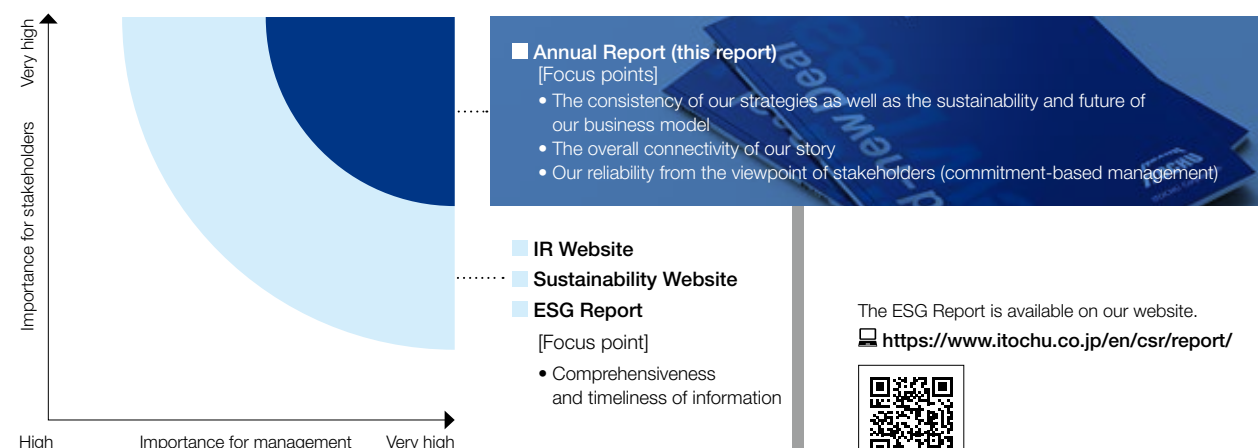 Very high
Importance for stakeholders
High
Importance for management
Very high
Annual Report (this report)
[Focus points]
• The consistency of our strategies as well as the sustainability and future of
our business model
• The overall connectivity of our story
• Our reliability from the viewpoint of stakeholders (commitment-based management)
IR Website
Sustainability Website
ESG Report
[Focus point]
• Comprehensiveness
and timeliness of information
The ESG Report is available on our website.
https://www.itochu.co.jp/en/csr/report/